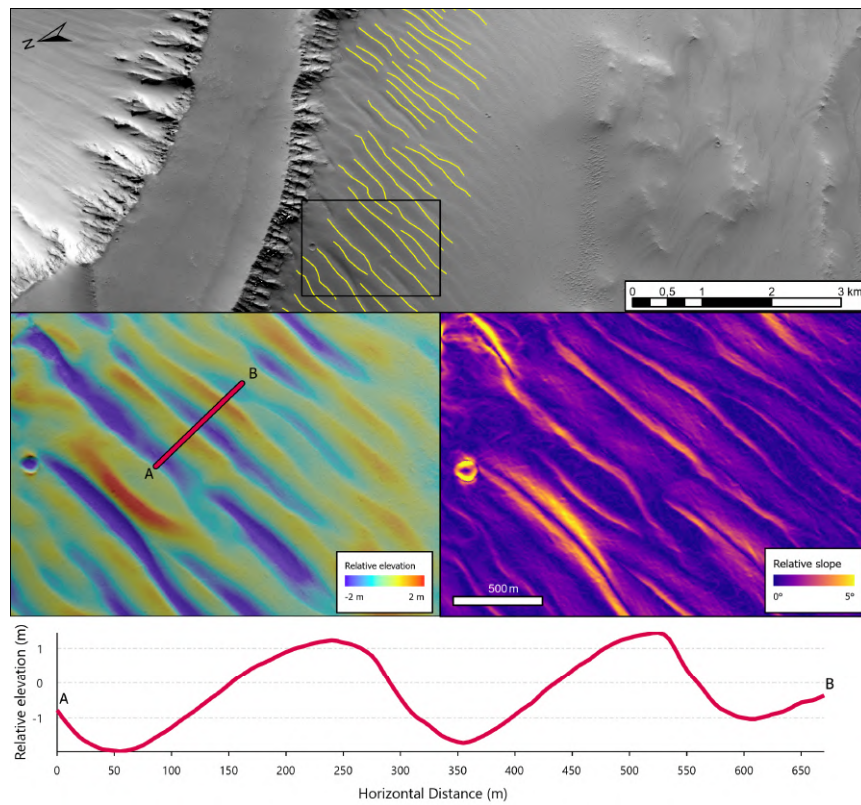 N
0 0,5 1 2 3 km
B
A
Relative elevation
-2 m 2 m
500 m
Relative slope
0° 5°
Relative elevation (m)
1
0
-1
A
B
0 50 100 150 200 250 300 350 400 450 500 550 600 650
Horizontal Distance (m)